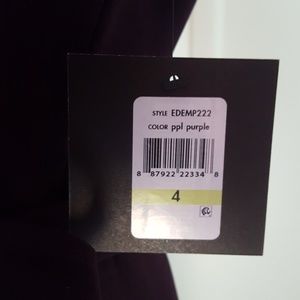 STYLE EDEMP222
COLOR ppl purple
8 87922 22334 8
4